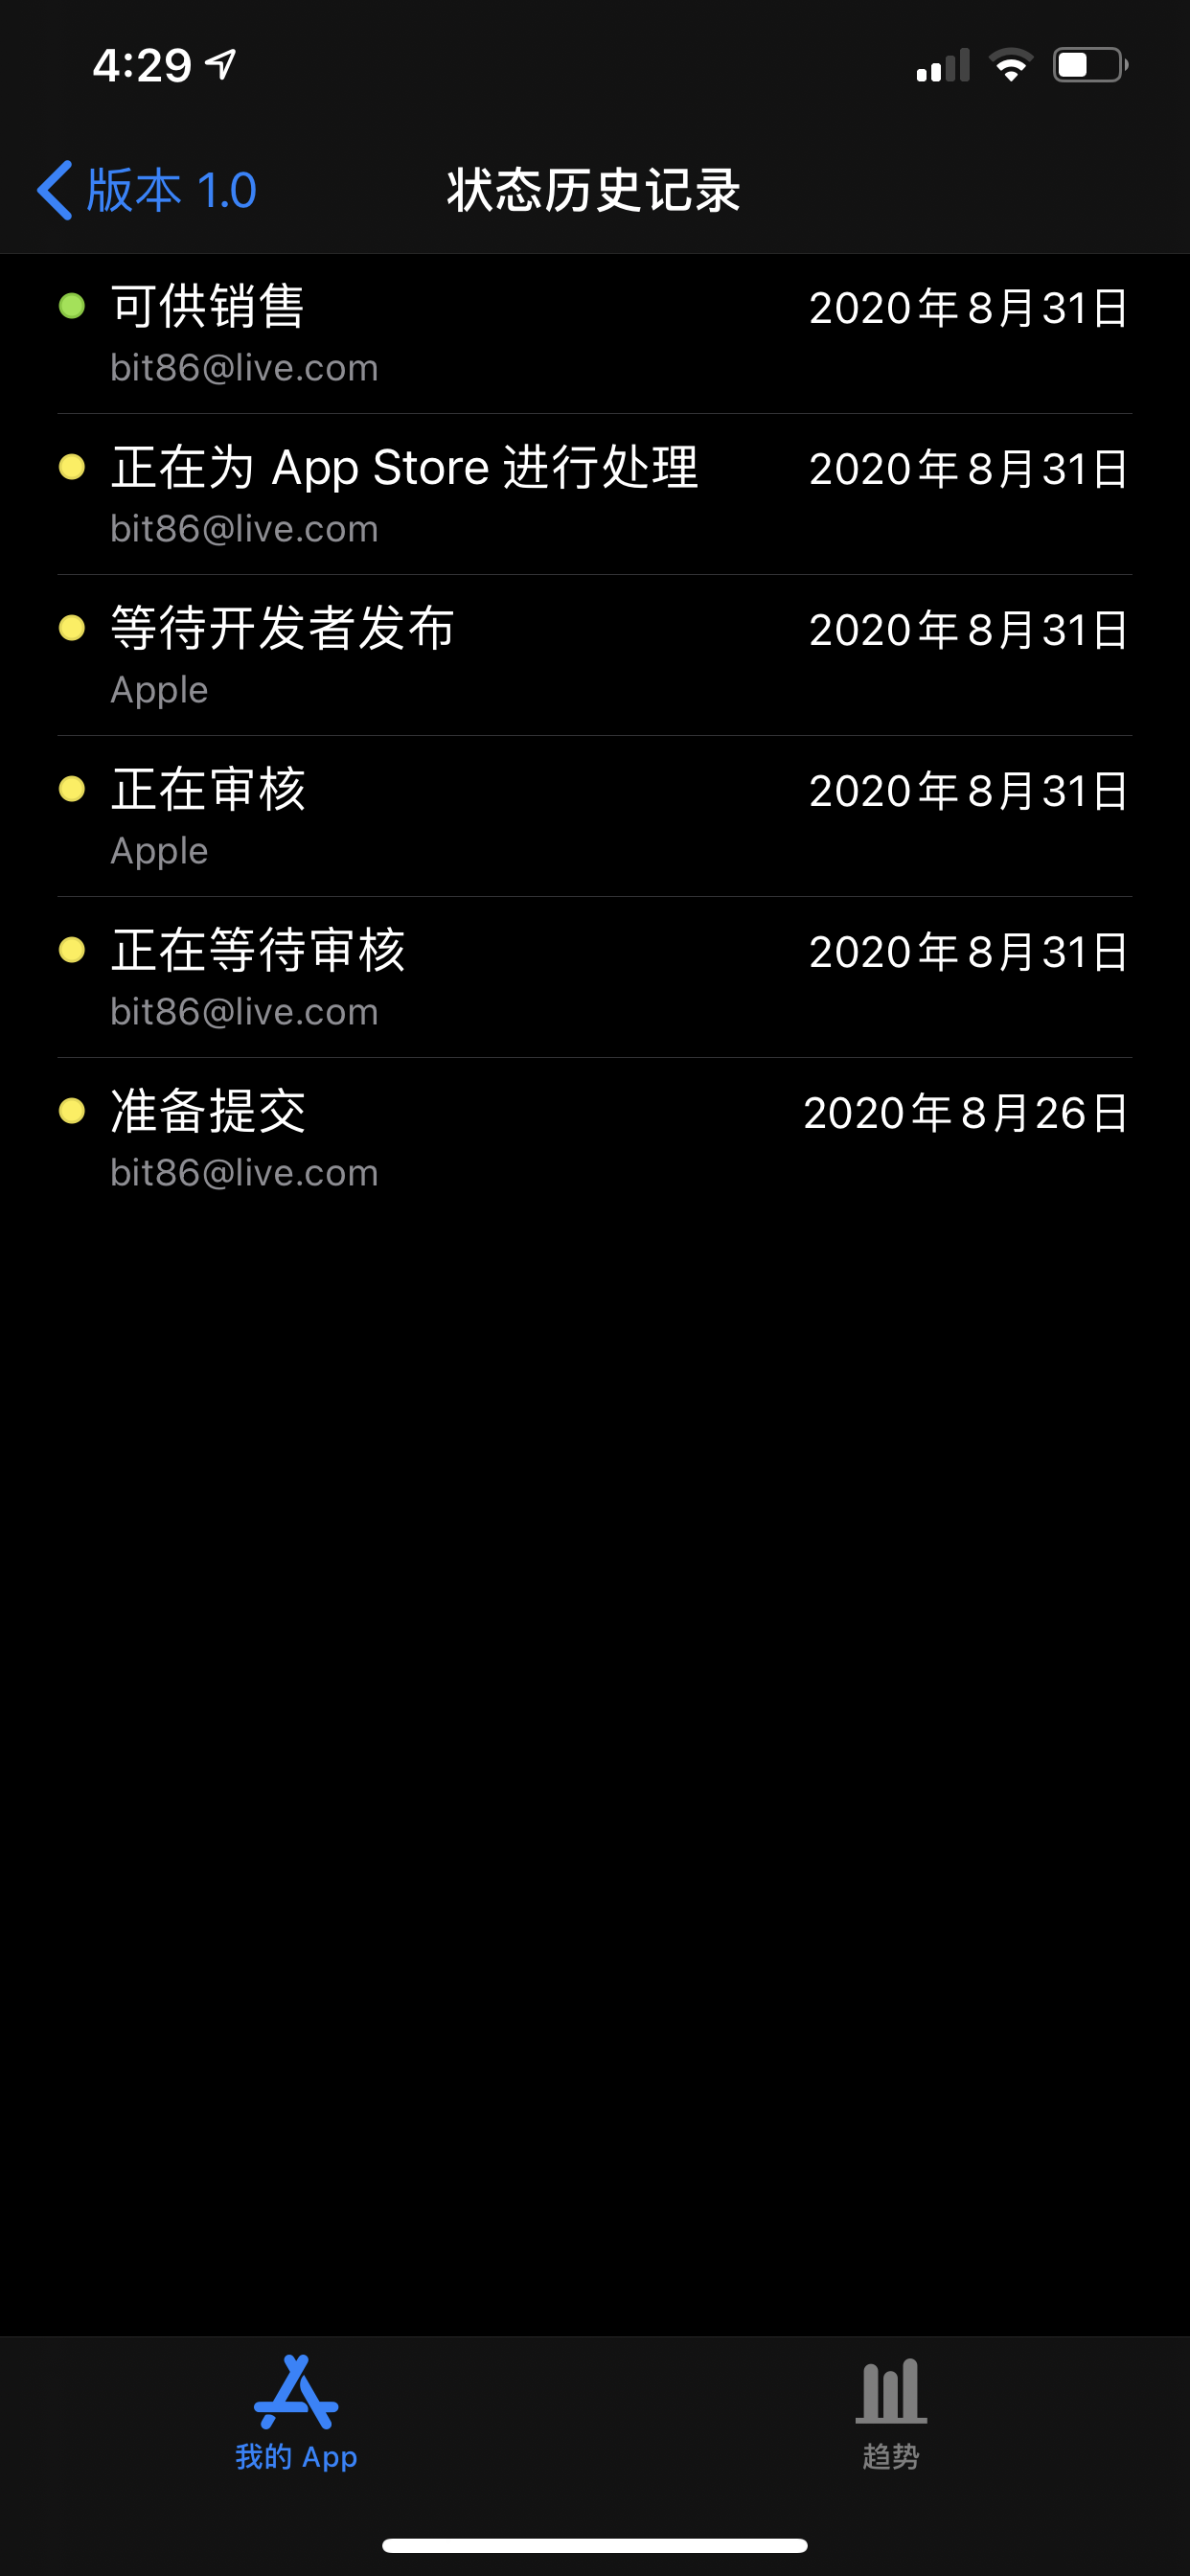 4:29
版本 1.0
状态历史记录
可供销售
2020年8月31日
bit86@live.com
正在为 App Store 进行处理
2020年8月31日
bit86@live.com
等待开发者发布
2020年8月31日
Apple
正在审核
2020年8月31日
Apple
正在等待审核
2020年8月31日
bit86@live.com
准备提交
2020年8月26日
bit86@live.com
我的 App
趋势